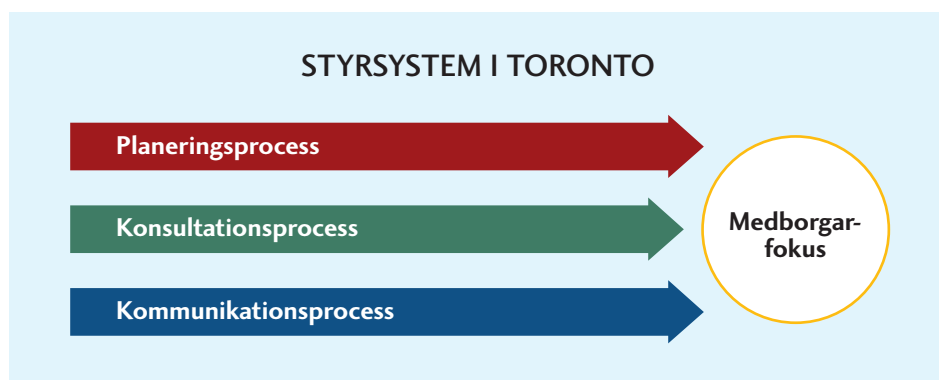 STYRSYSTEM I TORONTO
Planeringsprocess
Konsultationsprocess
Kommunikationsprocess
Medborgar-
fokus